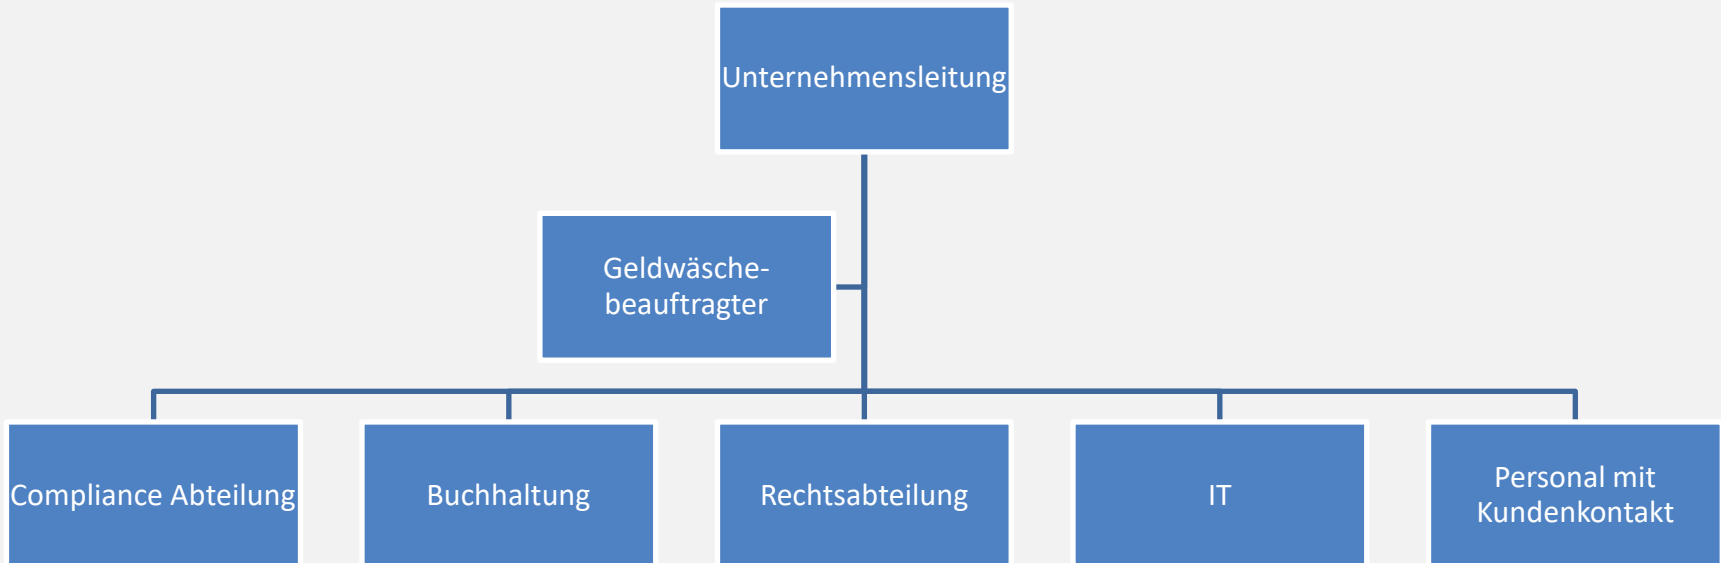 Unternehmensleitung
Geldwäsche-
beauftragter
Compliance Abteilung
Buchhaltung
Rechtsabteilung
IT
Personal mit
Kundenkontakt